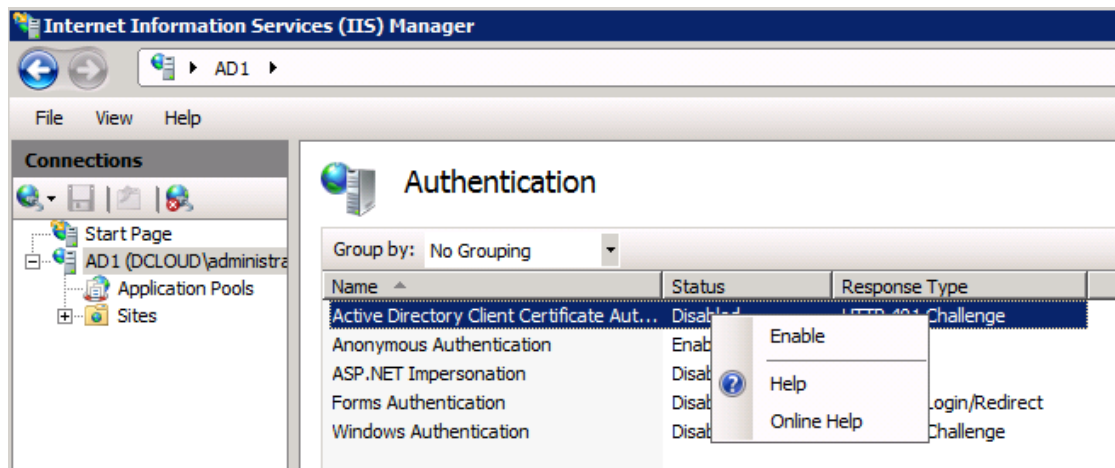 Internet Information Services (IIS) Manager
AD1
File View Help
Connections
Start Page
AD1 (DCLOUD\administra
Application Pools
Sites
Authentication
Group by: No Grouping
Name Status Response Type
Active Directory Client Certificate Aut... Disabled HTTP 401 Challenge
Anonymous Authentication Enab
ASP.NET Impersonation Disab
Forms Authentication Disab Login/Redirect
Windows Authentication Disab Challenge
Enable
Help
Online Help